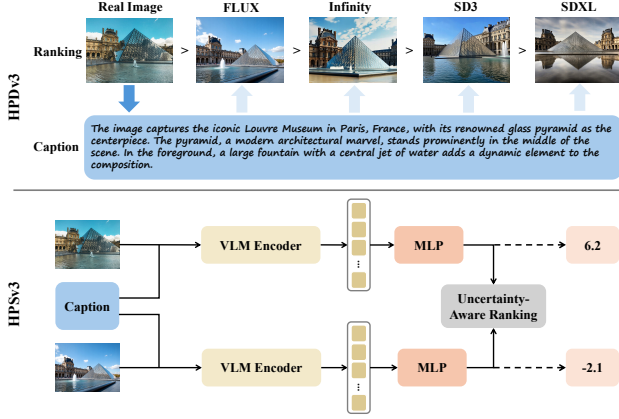 Real Image FLUX Infinity SD3 SDXL
HPDv3
Ranking > > > >
Caption
The image captures the iconic Louvre Museum in Paris, France, with its renowned glass pyramid as the
centerpiece. The pyramid, a modern architectural marvel, stands prominently in the middle of the
scene. In the foreground, a large fountain with a central jet of water adds a dynamic element to the
composition.
HPSv3
VLM Encoder
⋮
MLP
6.2
Caption
Uncertainty-
Aware Ranking
VLM Encoder
⋮
MLP
-2.1